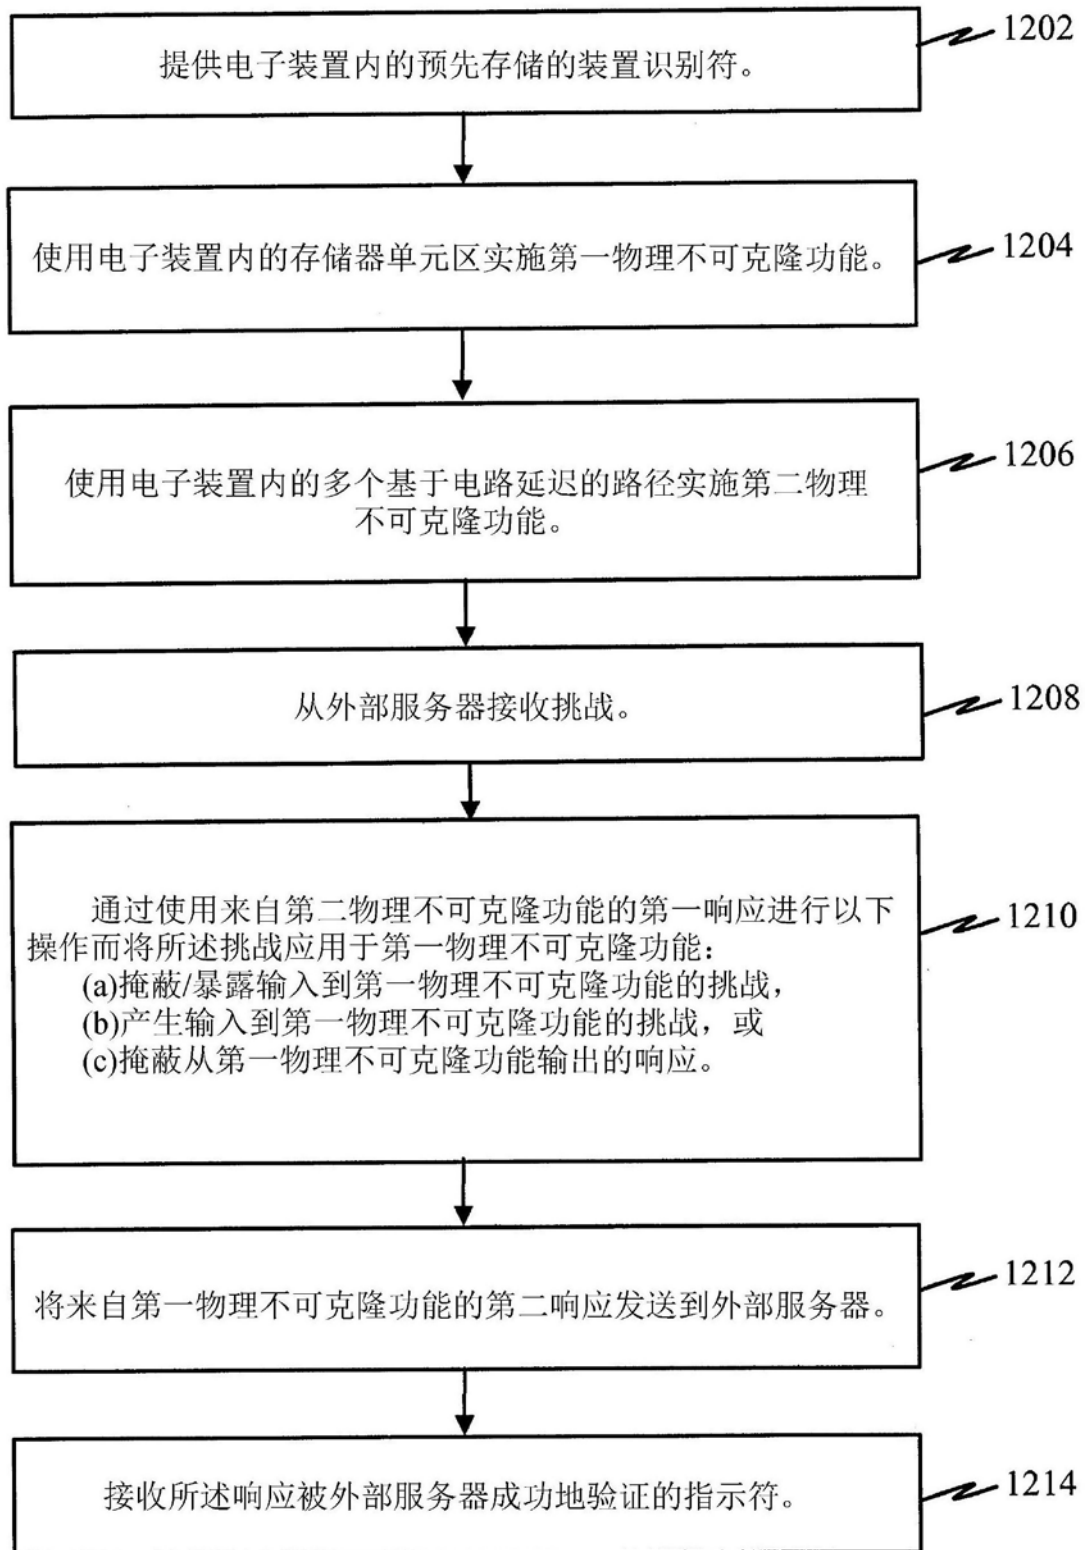 1202
提供电子装置内的预先存储的装置识别符。
1204
使用电子装置内的存储器单元区实施第一物理不可克隆功能。
1206
使用电子装置内的多个基于电路延迟的路径实施第二物理
不可克隆功能。
1208
从外部服务器接收挑战。
1210
通过使用来自第二物理不可克隆功能的第一响应进行以下
操作而将所述挑战应用于第一物理不可克隆功能：
(a)掩蔽/暴露输入到第一物理不可克隆功能的挑战，
(b)产生输入到第一物理不可克隆功能的挑战，或
(c)掩蔽从第一物理不可克隆功能输出的响应。
1212
将来自第一物理不可克隆功能的第二响应发送到外部服务器。
1214
接收所述响应被外部服务器成功地验证的指示符。